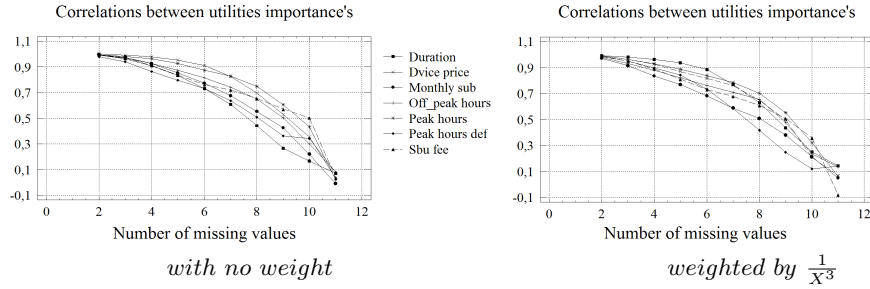 Correlations between utilities importance's
1,1
0,9
0,7
0,5
0,3
0,1
-0,1
0 2 4 6 8 10 12
Number of missing values
with no weight
Duration
Dvice price
Monthly sub
Off_peak hours
Peak hours
Peak hours def
Sbu fee
Correlations between utilities importance's
1,1
0,9
0,7
0,5
0,3
0,1
-0,1
0 2 4 6 8 10 12
Number of missing values
weighted by 1/X³